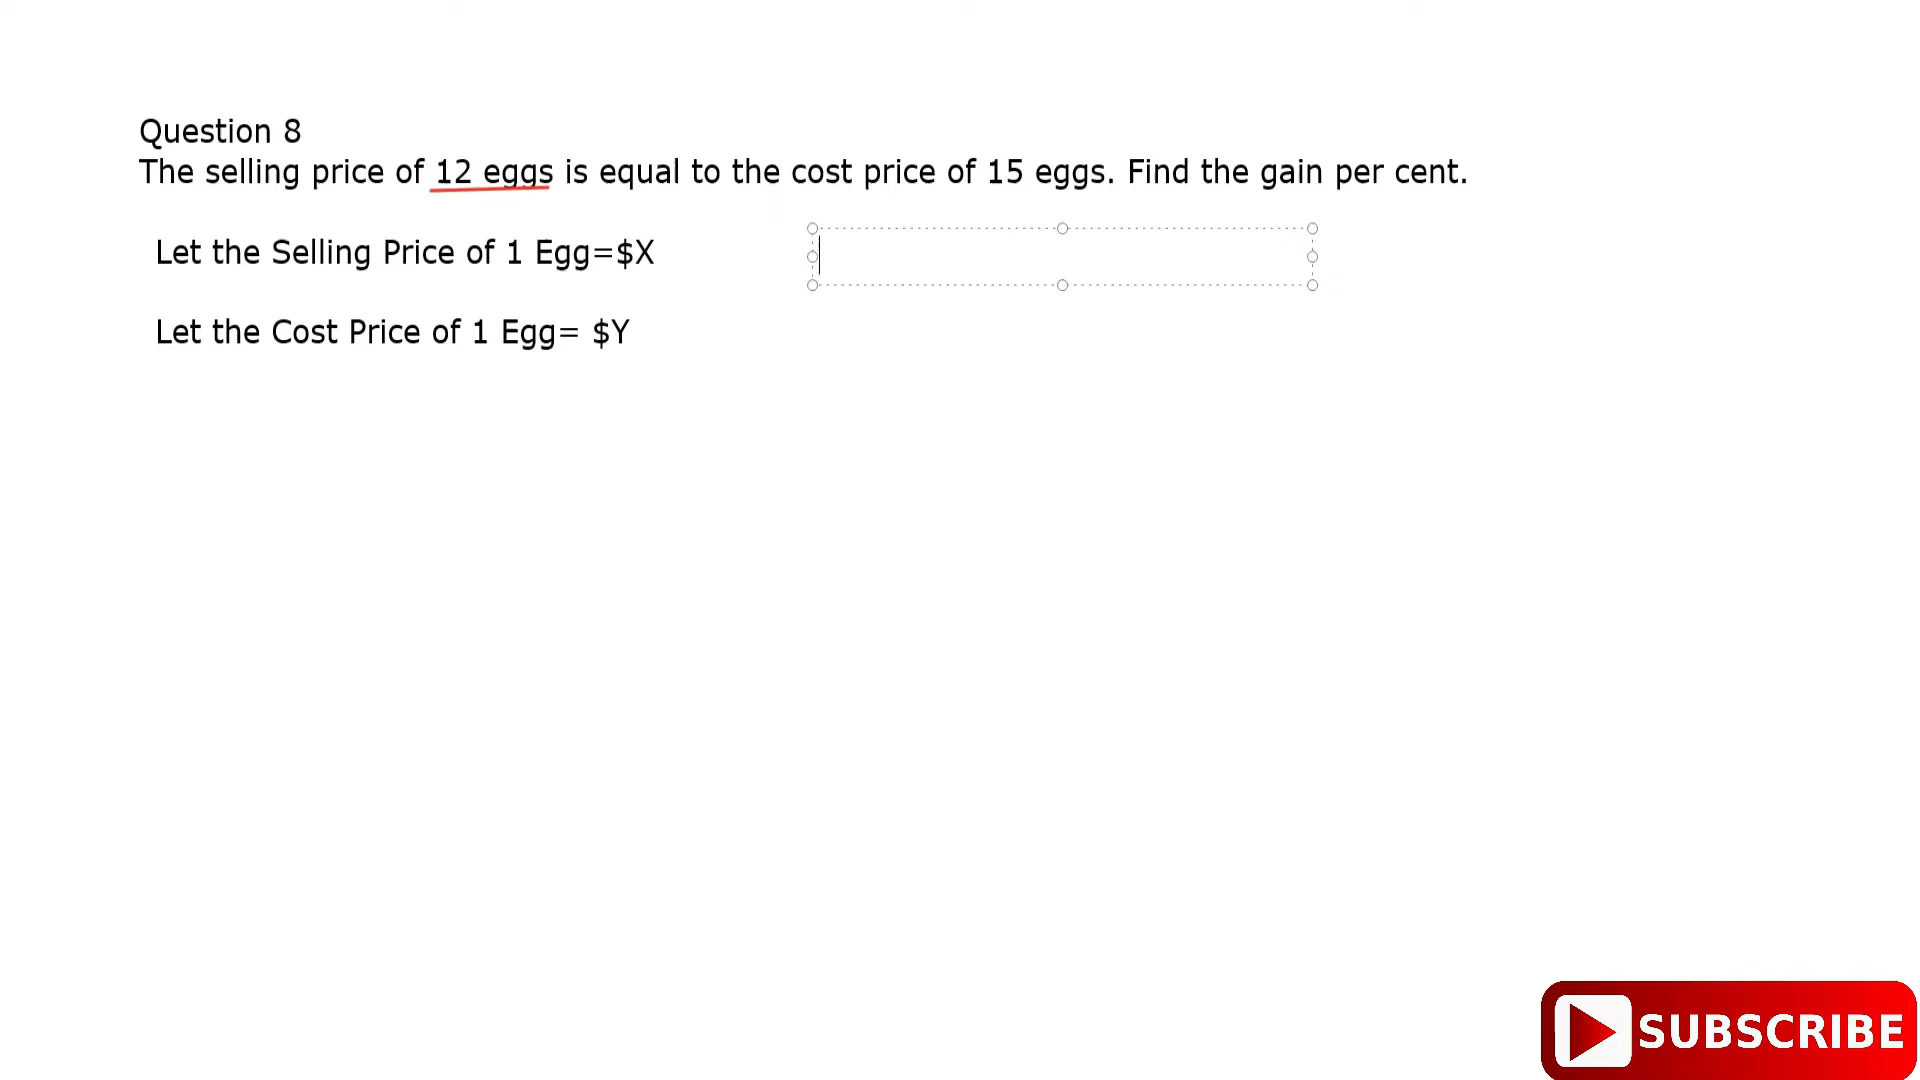 Question 8
The selling price of 12 eggs is equal to the cost price of 15 eggs. Find the gain per cent.
Let the Selling Price of 1 Egg=$X
Let the Cost Price of 1 Egg= $Y
SUBSCRIBE